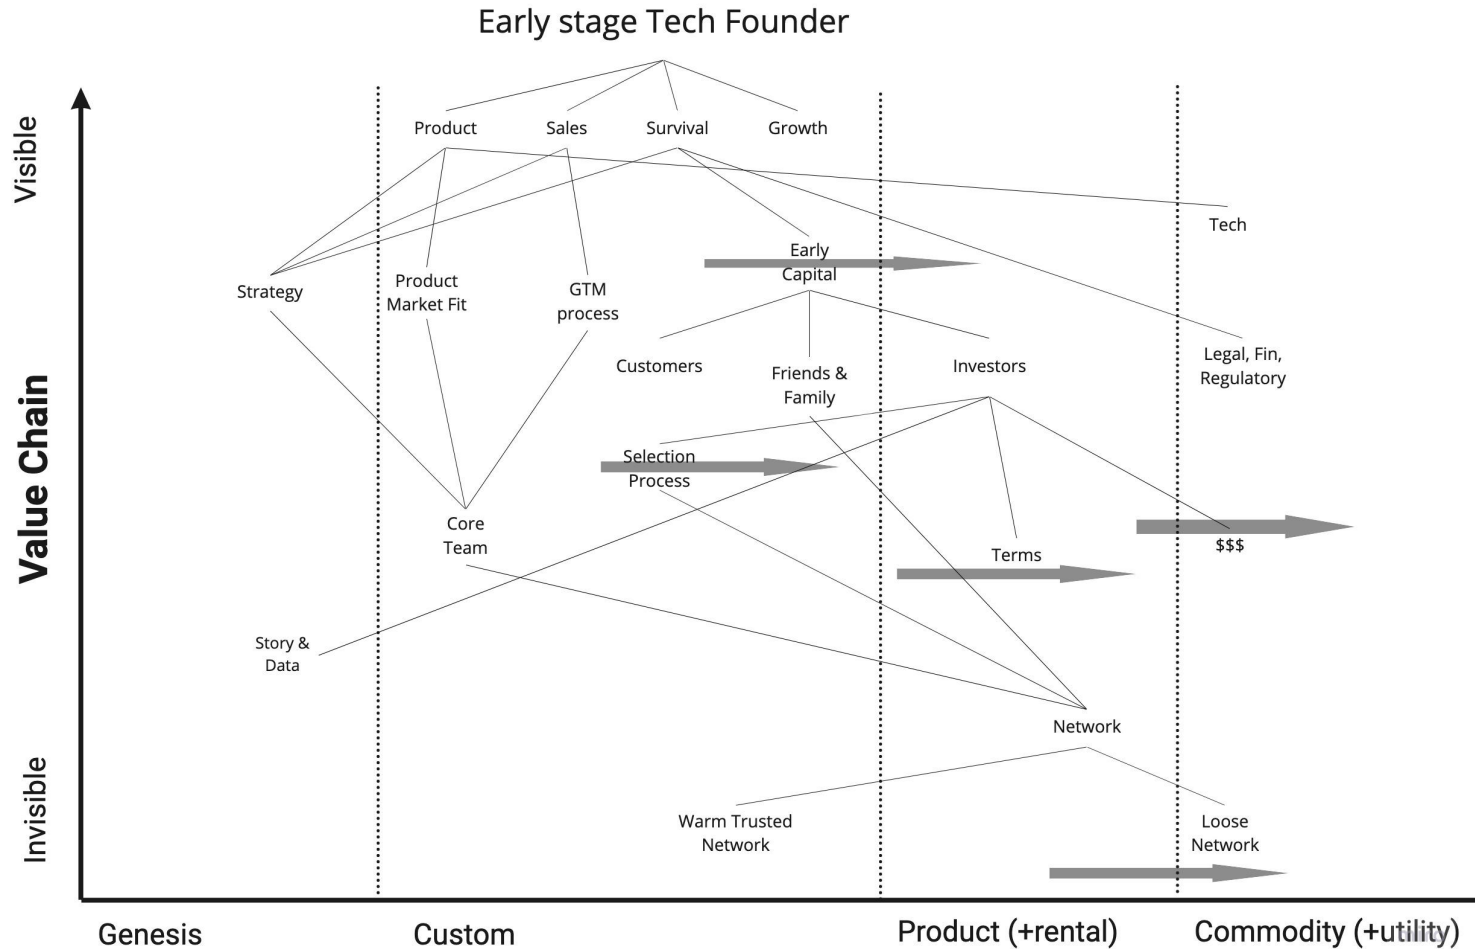 Early stage Tech Founder
Visible
Product
Sales
Survival
Growth
Tech
Early
Capital
Strategy
Product
Market Fit
GTM
process
Customers
Friends &
Family
Investors
Legal, Fin,
Regulatory
Value Chain
Selection
Process
Core
Team
Terms
$$$
Story &
Data
Network
Invisible
Warm Trusted
Network
Loose
Network
Genesis
Custom
Product (+rental)
Commodity (+utility)
miro